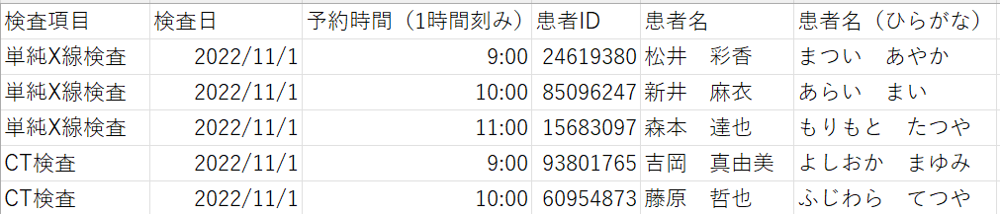 検査項目 検査日 予約時間（1時間刻み） 患者ID 患者名 患者名（ひらがな）
単純X線検査 2022/11/1 9:00 24619380 松井　彩香 まつい　あやか
単純X線検査 2022/11/1 10:00 85096247 新井　麻衣 あらい　まい
単純X線検査 2022/11/1 11:00 15683097 森本　達也 もりもと　たつや
CT検査 2022/11/1 9:00 93801765 吉岡　真由美 よしおか　まゆみ
CT検査 2022/11/1 10:00 60954873 藤原　哲也 ふじわら　てつや